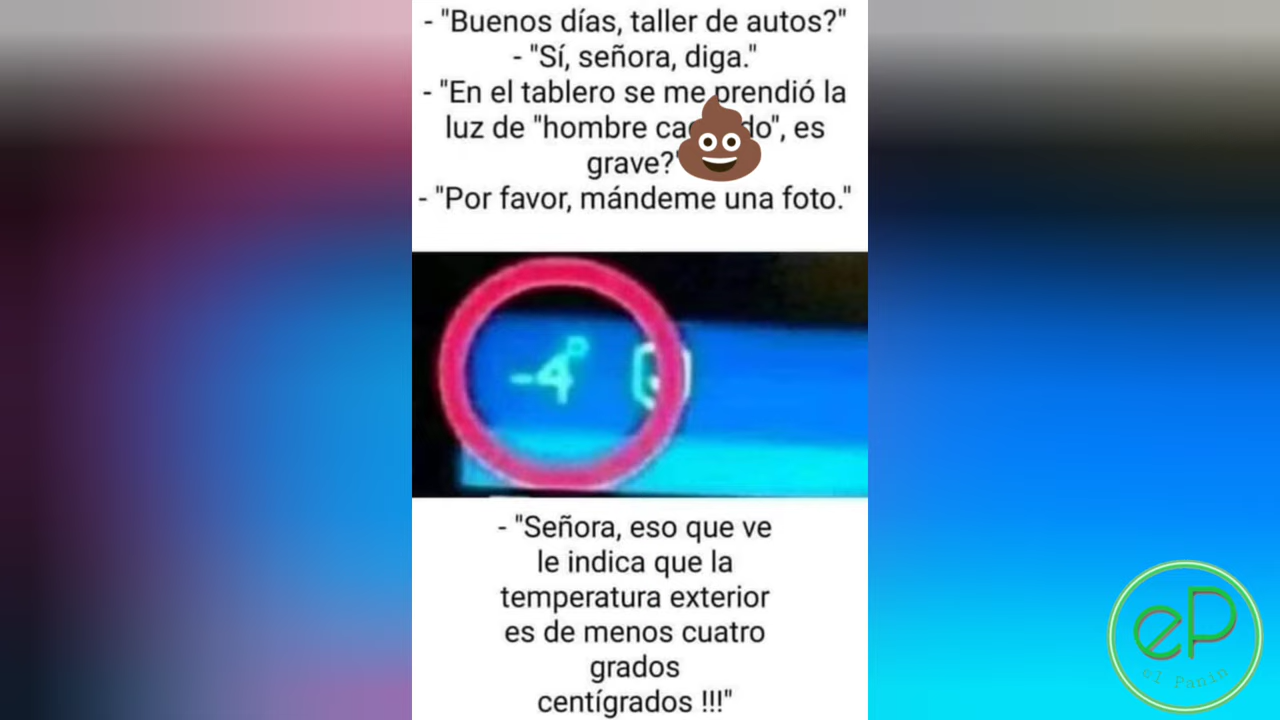 - "Buenos días, taller de autos?"
- "Sí, señora, diga."
- "En el tablero se me prendió la
luz de "hombre ca do", es
grave?"
- "Por favor, mándeme una foto."
-4°
- "Señora, eso que ve
le indica que la
temperatura exterior
es de menos cuatro
grados
centígrados !!!"
eP
el Panin